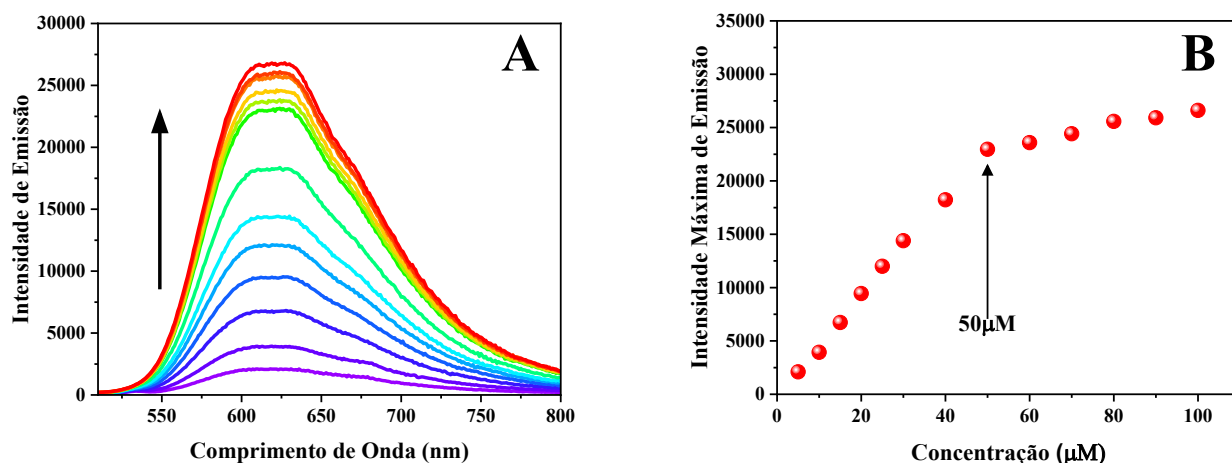 A
30000
25000
20000
15000
10000
5000
0
Intensidade de Emissão
550 600 650 700 750 800
Comprimento de Onda (nm)
B
35000
30000
25000
20000
15000
10000
5000
0
Intensidade Máxima de Emissão
50µM
0 20 40 60 80 100
Concentração (µM)